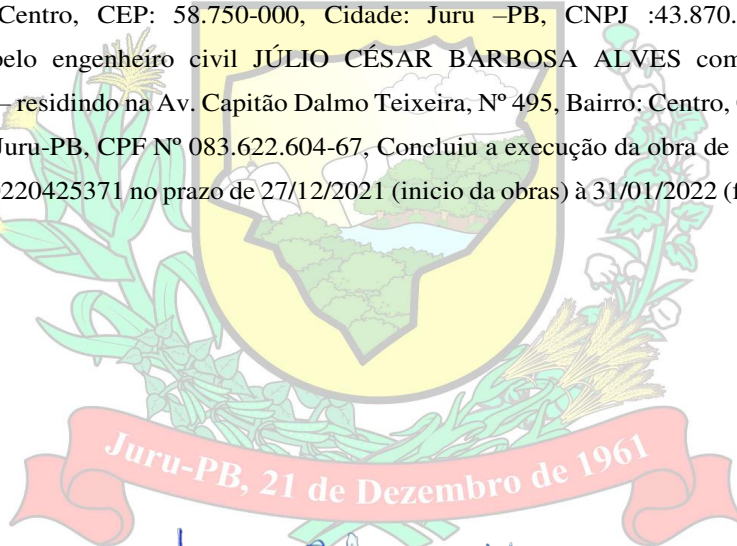 Centro, CEP: 58.750-000, Cidade: Juru –PB, CNPJ :43.870.
pelo engenheiro civil JÚLIO CÉSAR BARBOSA ALVES com
– residindo na Av. Capitão Dalmo Teixeira, Nº 495, Bairro: Centro,
Juru-PB, CPF Nº 083.622.604-67, Concluiu a execução da obra de
220425371 no prazo de 27/12/2021 (inicio da obras) à 31/01/2022 (f
Juru-PB, 21 de Dezembro de 1961